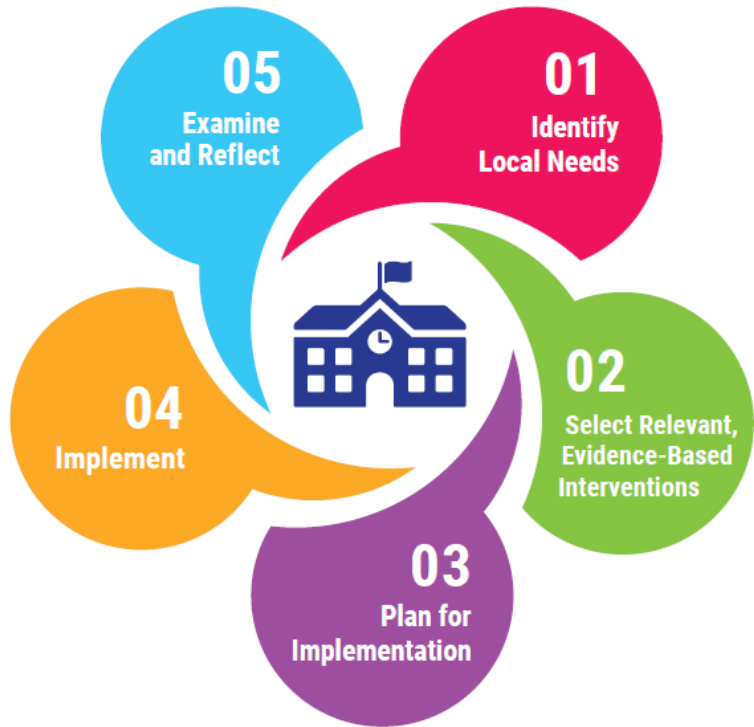 01
Identify
Local Needs
02
Select Relevant,
Evidence-Based
Interventions
03
Plan for
Implementation
04
Implement
05
Examine
and Reflect